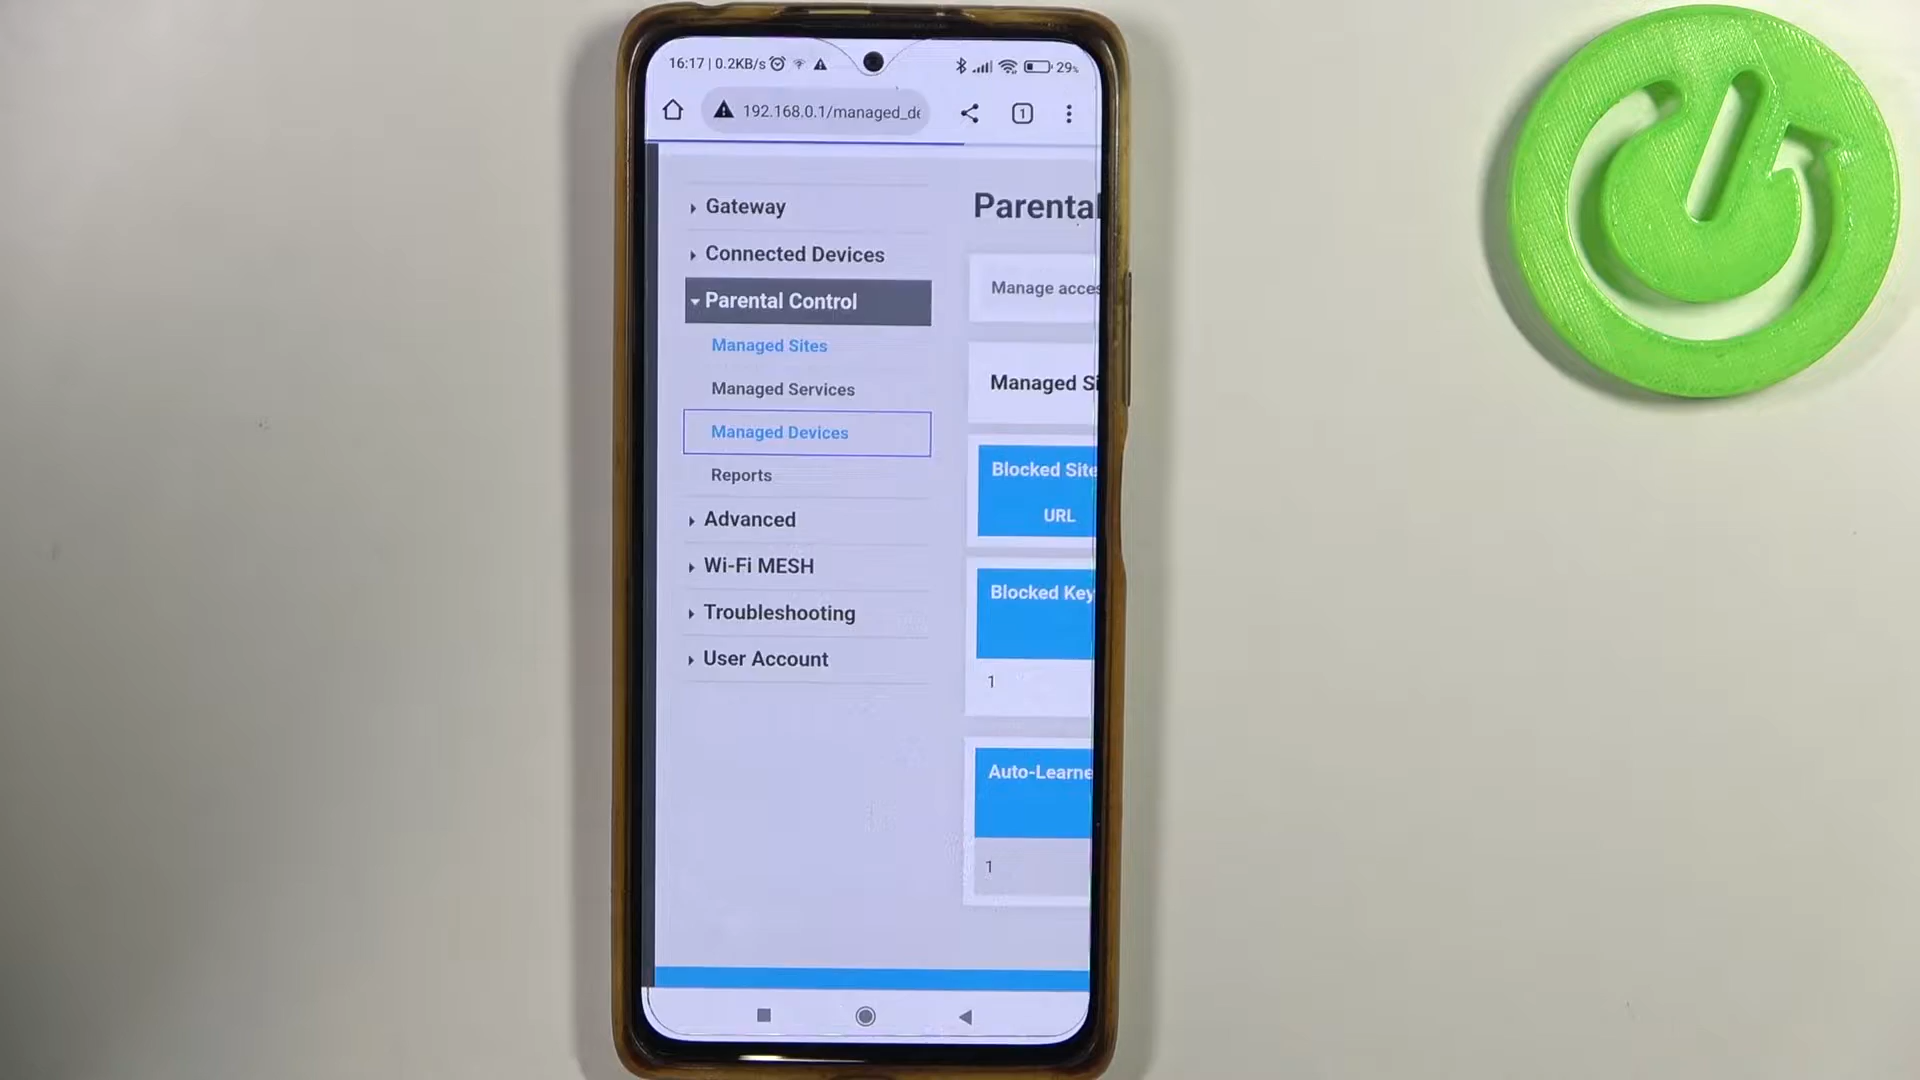 16:17 | 0.2KB/s
29%
192.168.0.1/managed_de
1
Gateway
Connected Devices
Parental Control
Managed Sites
Managed Services
Managed Devices
Reports
Advanced
Wi-Fi MESH
Troubleshooting
User Account
Parental
Manage acces
Managed Si
Blocked Site
URL
Blocked Key
1
Auto-Learne
1